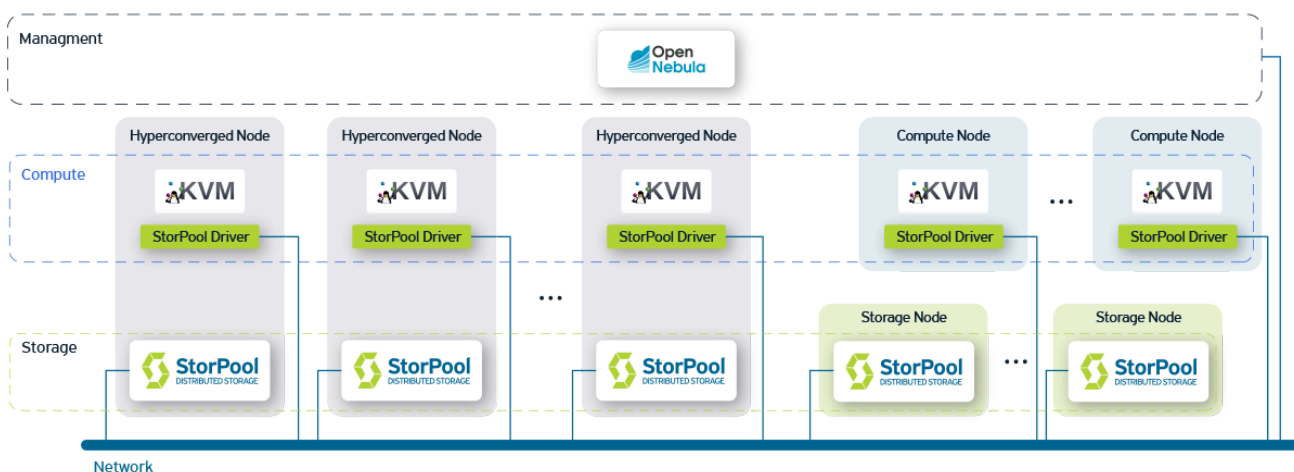 Managment
Open
Nebula
Hyperconverged Node
Hyperconverged Node
Hyperconverged Node
Compute Node
Compute Node
Compute
KVM
KVM
KVM
KVM
...
KVM
StorPool Driver
StorPool Driver
StorPool Driver
StorPool Driver
StorPool Driver
...
Storage Node
Storage Node
Storage
StorPool
DISTRIBUTED STORAGE
StorPool
DISTRIBUTED STORAGE
StorPool
DISTRIBUTED STORAGE
StorPool
DISTRIBUTED STORAGE
...
StorPool
DISTRIBUTED STORAGE
Network